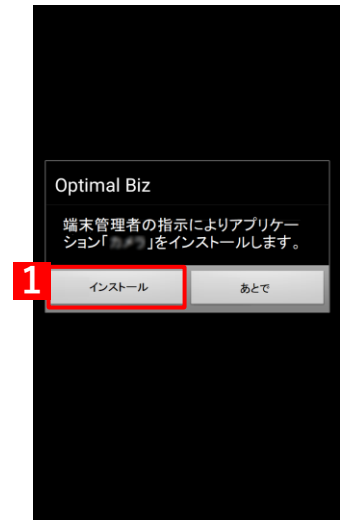 Optimal Biz
端末管理者の指示によりアプリケー
ション「」をインストールします。
1
インストール
あとで